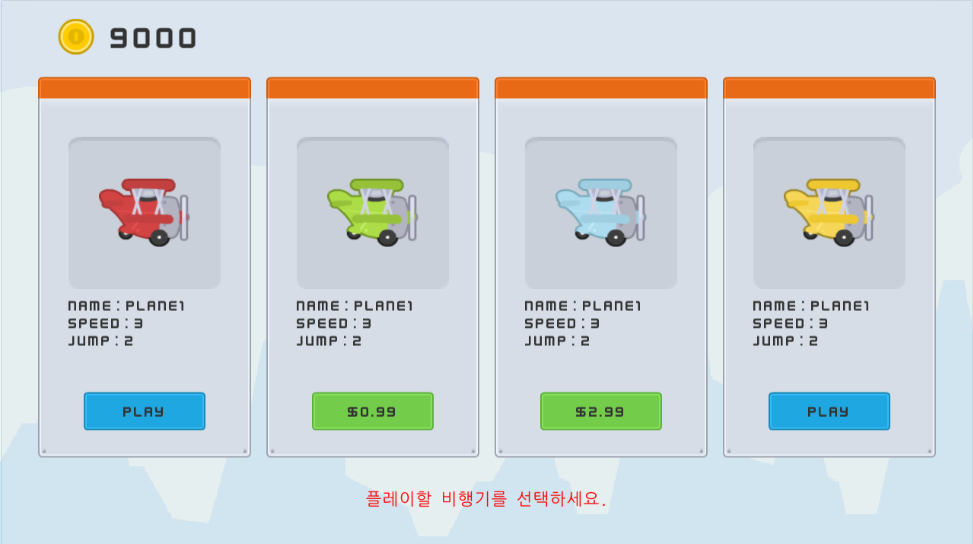 9000
NAME : PLANE1
SPEED : 3
JUMP : 2
PLAY
NAME : PLANE1
SPEED : 3
JUMP : 2
$0.99
NAME : PLANE1
SPEED : 3
JUMP : 2
$2.99
NAME : PLANE1
SPEED : 3
JUMP : 2
PLAY
플레이할 비행기를 선택하세요.